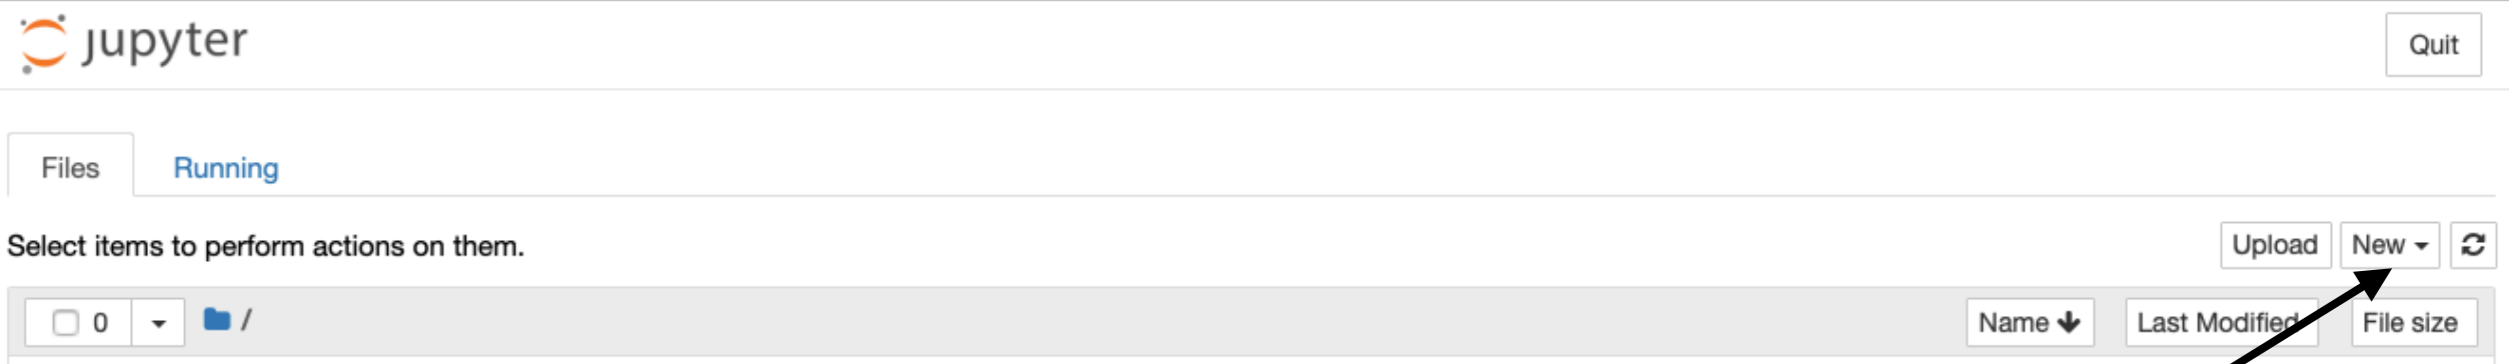 jupyter
Quit
Files Running
Select items to perform actions on them.
Upload New
0 / Name Last Modified File size